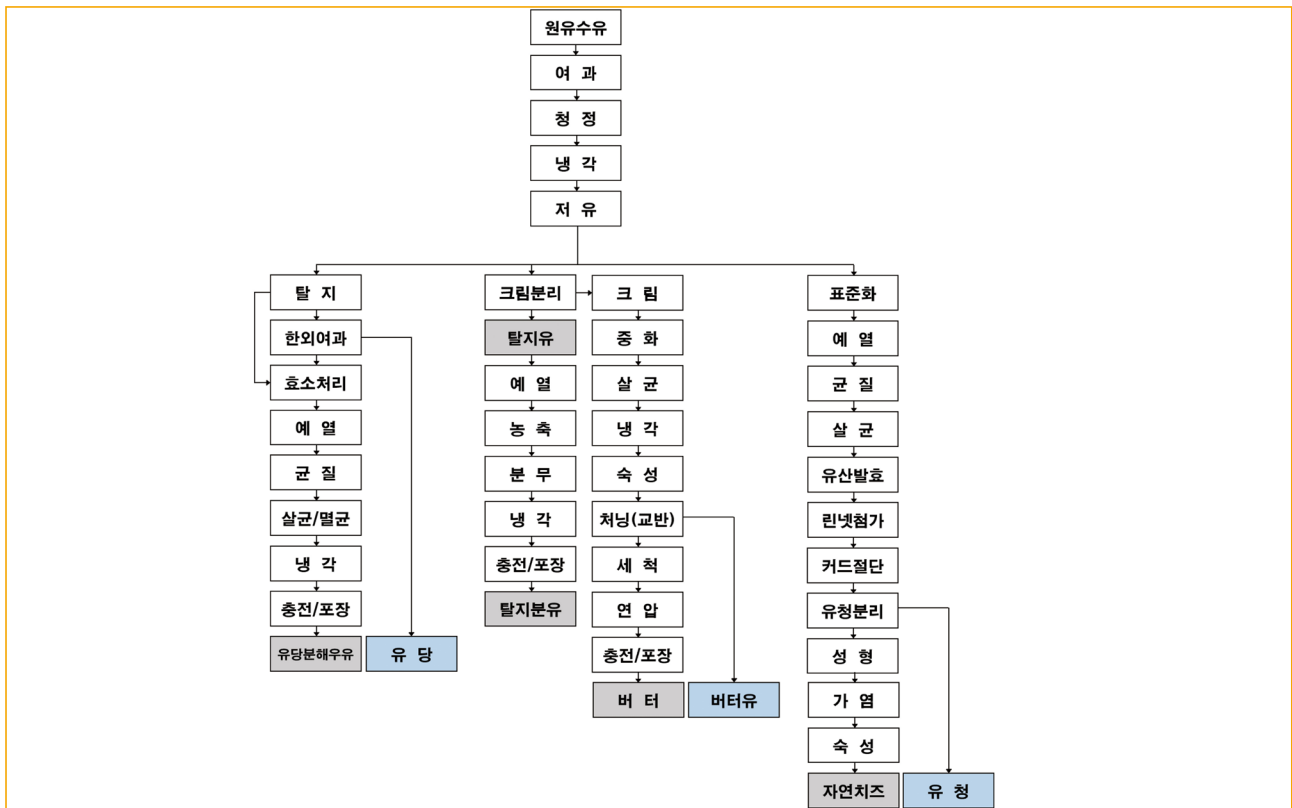 원유수유
여 과
청 정
냉 각
저 유
탈 지
한외여과
효소처리
예 열
균 질
살균/멸균
냉 각
충전/포장
유당분해우유
유 당
크림분리
탈지유
예 열
농 축
분 무
냉 각
충전/포장
탈지분유
크 림
중 화
살 균
냉 각
숙 성
처닝(교반)
세 척
연 압
충전/포장
버 터
버터유
표준화
예 열
균 질
살 균
유산발효
린넷첨가
커드절단
유청분리
성 형
가 염
숙 성
자연치즈
유 청